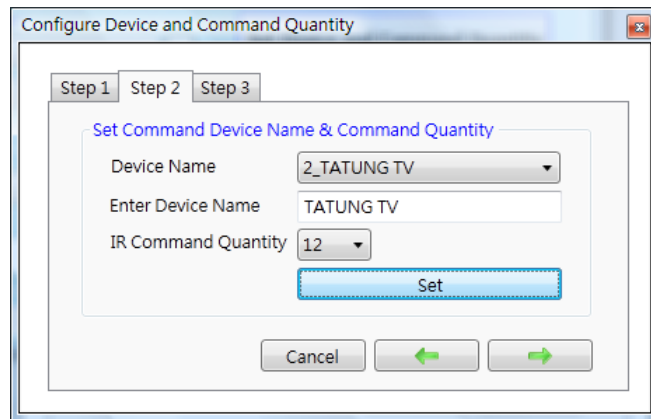 Configure Device and Command Quantity
Step 1 Step 2 Step 3
Set Command Device Name & Command Quantity
Device Name 2_TATUNG TV
Enter Device Name TATUNG TV
IR Command Quantity 12
Set
Cancel